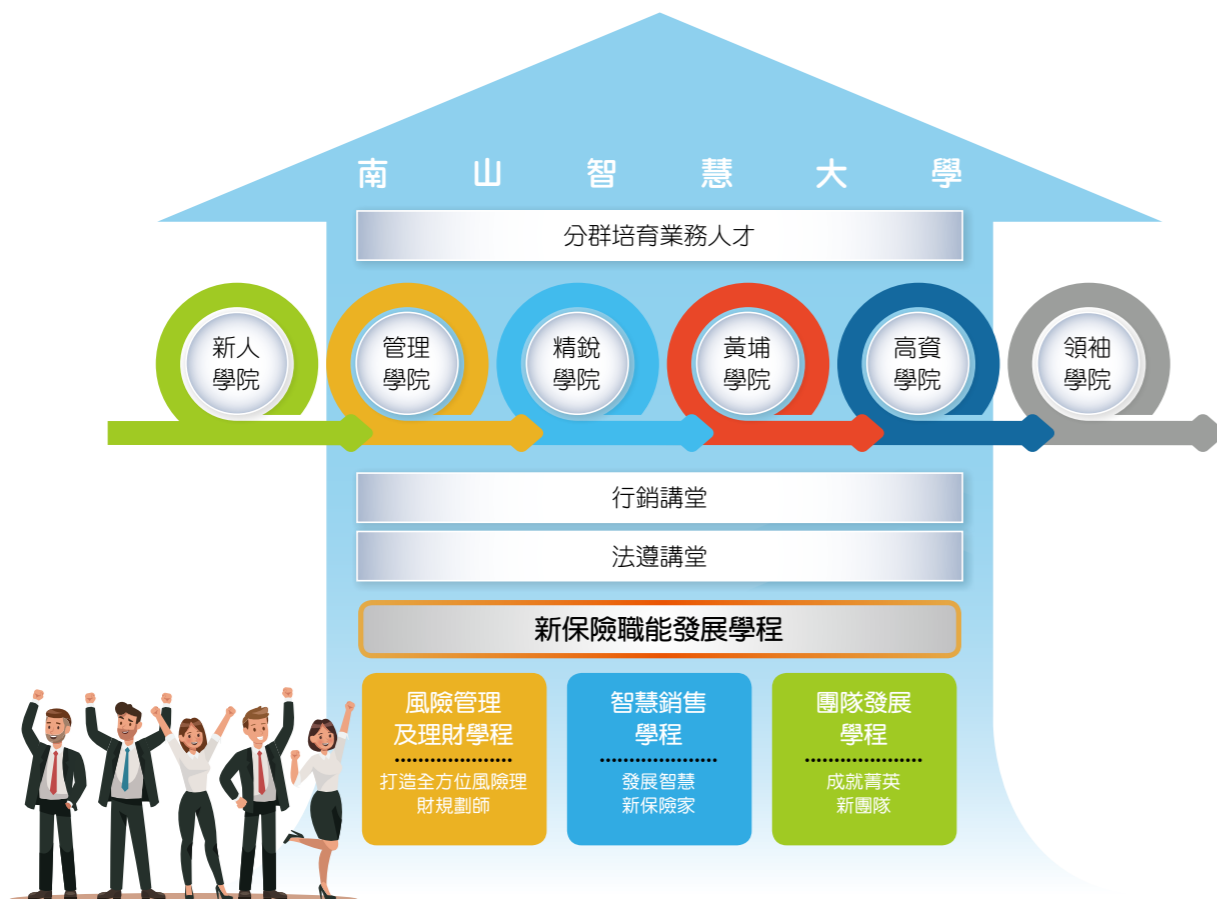 南山智慧大學
分群培育業務人才
新人
學院
管理
學院
精銳
學院
黃埔
學院
高資
學院
領袖
學院
行銷講堂
法遵講堂
新保險職能發展學程
風險管理
及理財學程
打造全方位風險理
財規劃師
智慧銷售
學程
發展智慧
新保險家
團隊發展
學程
成就菁英
新團隊